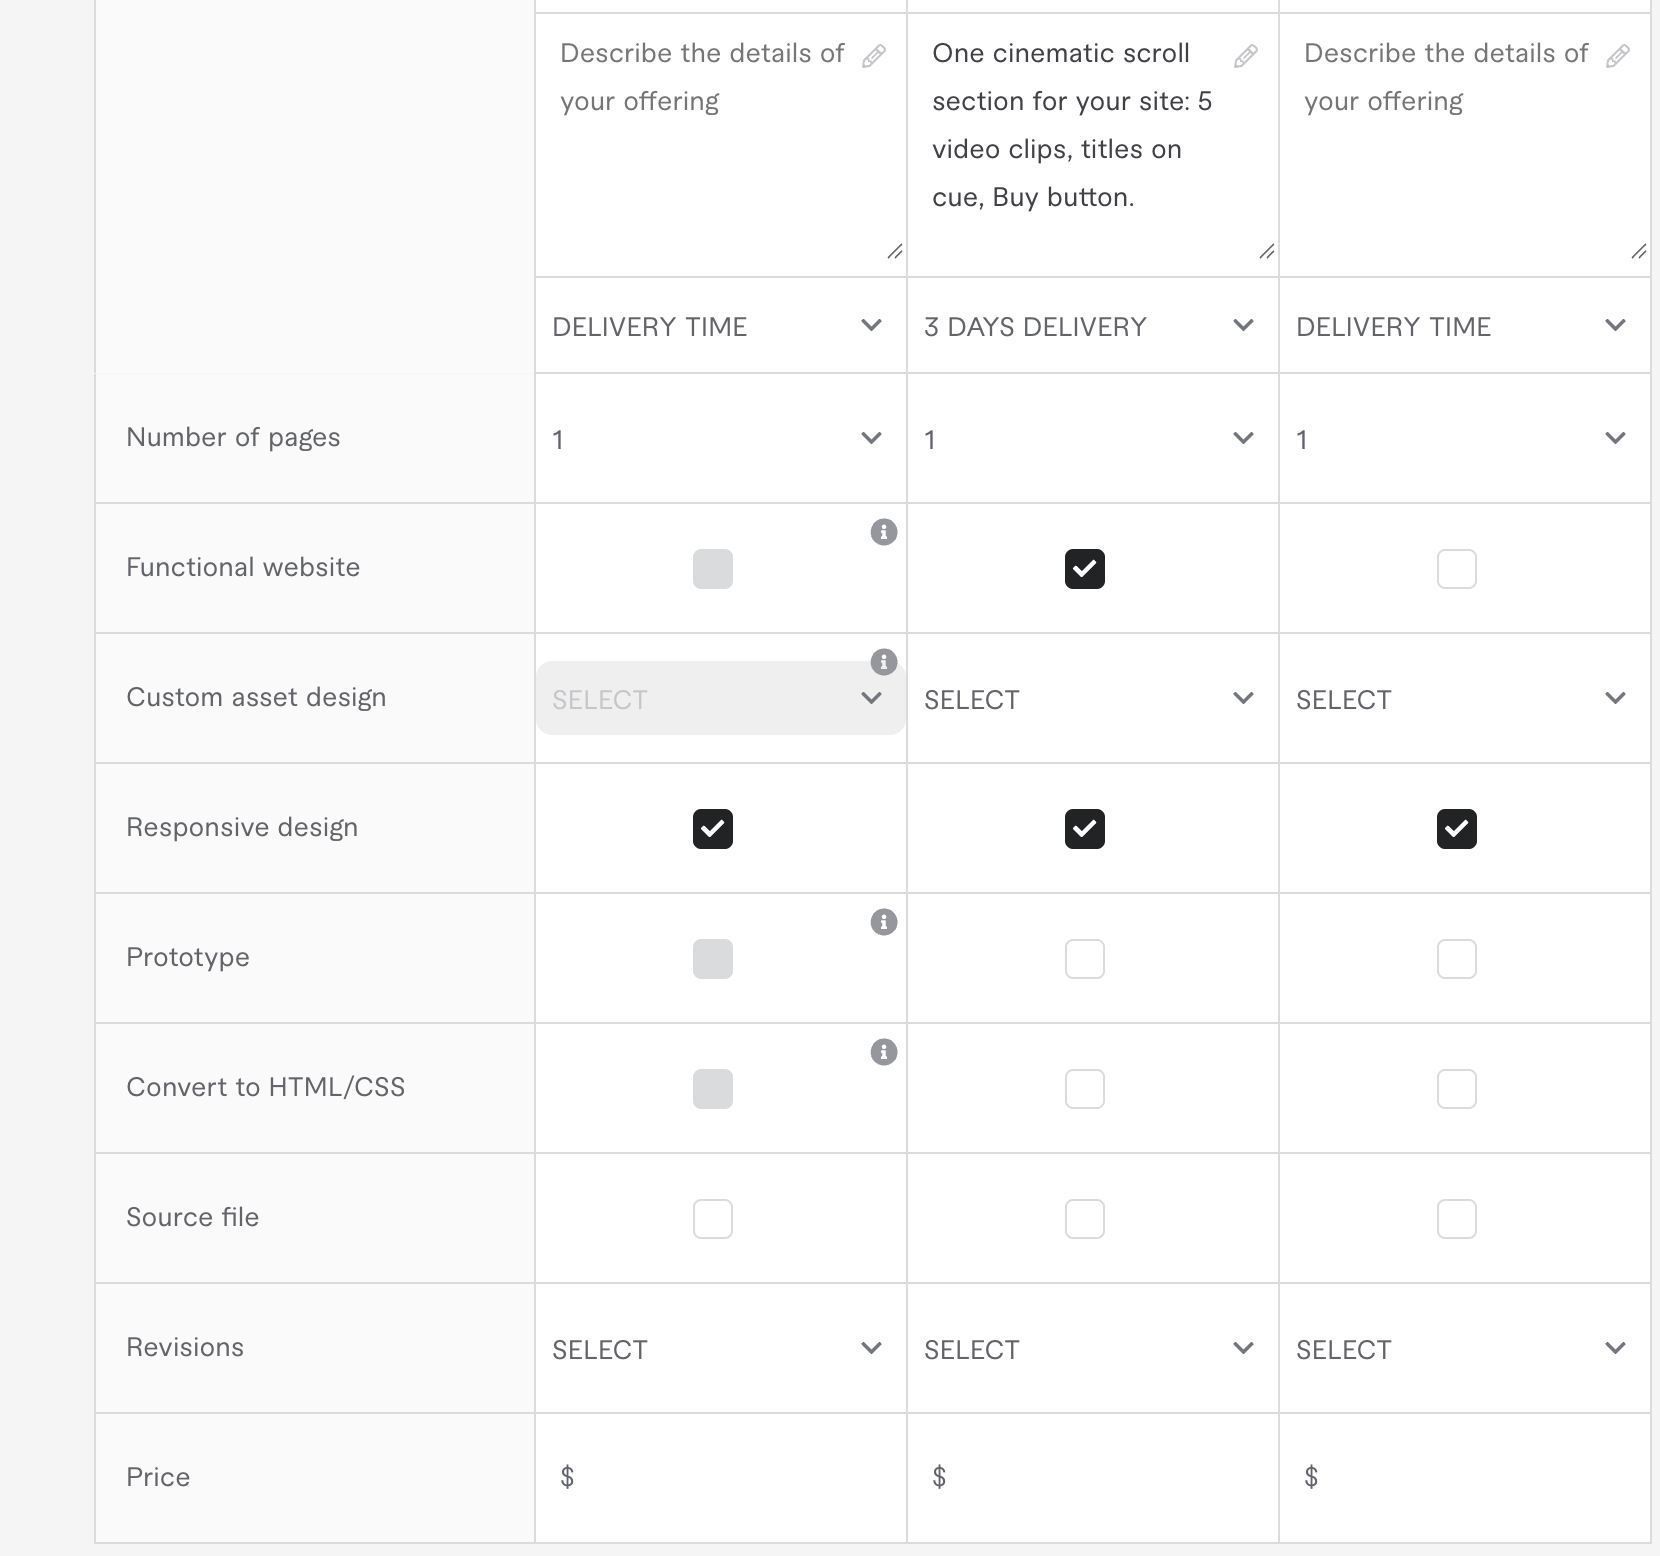 Describe the details of your offering
One cinematic scroll section for your site: 5 video clips, titles on cue, Buy button.
Describe the details of your offering
DELIVERY TIME
3 DAYS DELIVERY
DELIVERY TIME
Number of pages
1
1
1
Functional website
Custom asset design
SELECT
SELECT
SELECT
Responsive design
Prototype
Convert to HTML/CSS
Source file
Revisions
SELECT
SELECT
SELECT
Price
$
$
$